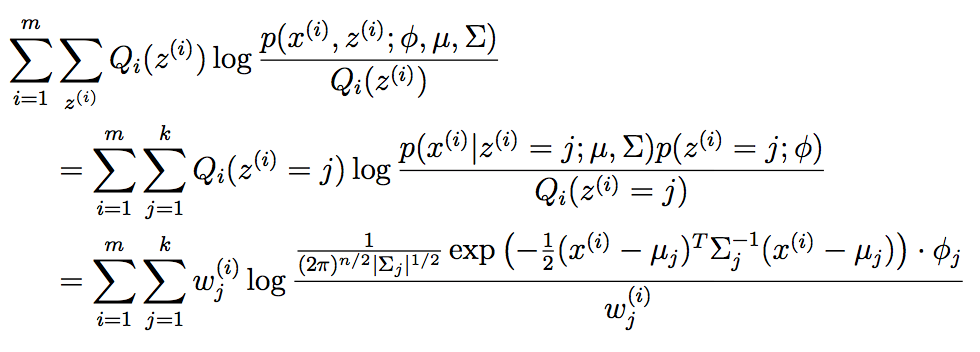 \sum_{i=1}^{m} \sum_{z^{(i)}} Q_i(z^{(i)}) \log \frac{p(x^{(i)}, z^{(i)}; \phi, \mu, \Sigma)}{Q_i(z^{(i)})}
= \sum_{i=1}^{m} \sum_{j=1}^{k} Q_i(z^{(i)} = j) \log \frac{p(x^{(i)}|z^{(i)} = j; \mu, \Sigma)p(z^{(i)} = j; \phi)}{Q_i(z^{(i)} = j)}
= \sum_{i=1}^{m} \sum_{j=1}^{k} w_j^{(i)} \log \frac{\frac{1}{(2\pi)^{n/2}|\Sigma_j|^{1/2}} \exp\left(-\frac{1}{2}(x^{(i)} - \mu_j)^T \Sigma_j^{-1}(x^{(i)} - \mu_j)\right) \cdot \phi_j}{w_j^{(i)}}